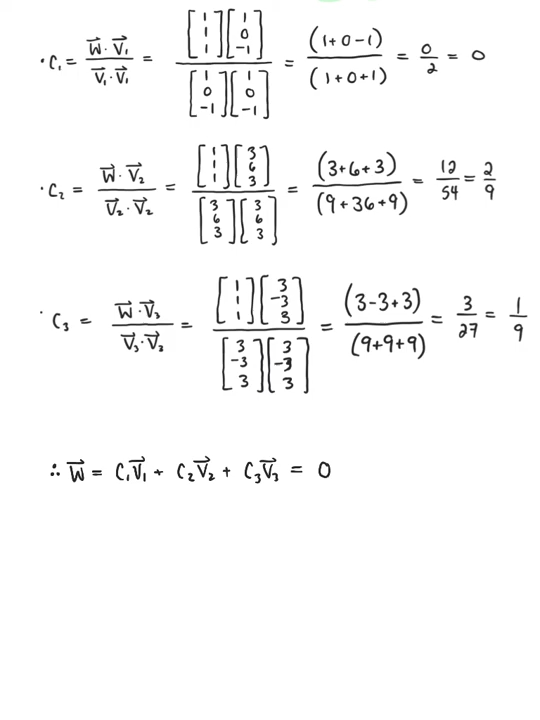 · C₁ = (W⃗ · V⃗₁)/(V⃗₁ · V⃗₁) = ([1 1 1][1 0 -1])/([1 0 -1][1 0 -1]) = (1+0-1)/(1+0+1) = 0/2 = 0
· C₂ = (W⃗ · V⃗₂)/(V⃗₂ · V⃗₂) = ([1 1 1][3 6 3])/([3 6 3][3 6 3]) = (3+6+3)/(9+36+9) = 12/54 = 2/9
· C₃ = (W⃗ · V⃗₃)/(V⃗₃ · V⃗₃) = ([1 1 1][3 -3 3])/([3 -3 3][3 -3 3]) = (3-3+3)/(9+9+9) = 3/27 = 1/9
∴ W⃗ = C₁V⃗₁ + C₂V⃗₂ + C₃V⃗₃ = 0